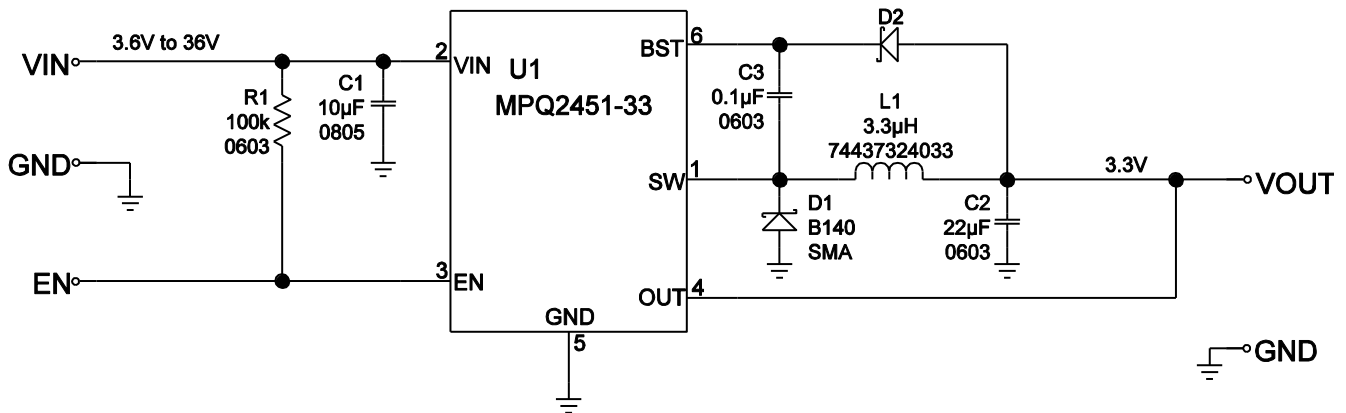 VIN
3.6V to 36V
R1
100k
0603
C1
10µF
0805
GND
EN
2
VIN
U1
MPQ2451-33
BST
6
SW
1
3
EN
OUT
4
GND
5
D2
C3
0.1µF
0603
L1
3.3µH
74437324033
D1
B140
SMA
C2
22µF
0603
3.3V
VOUT
GND